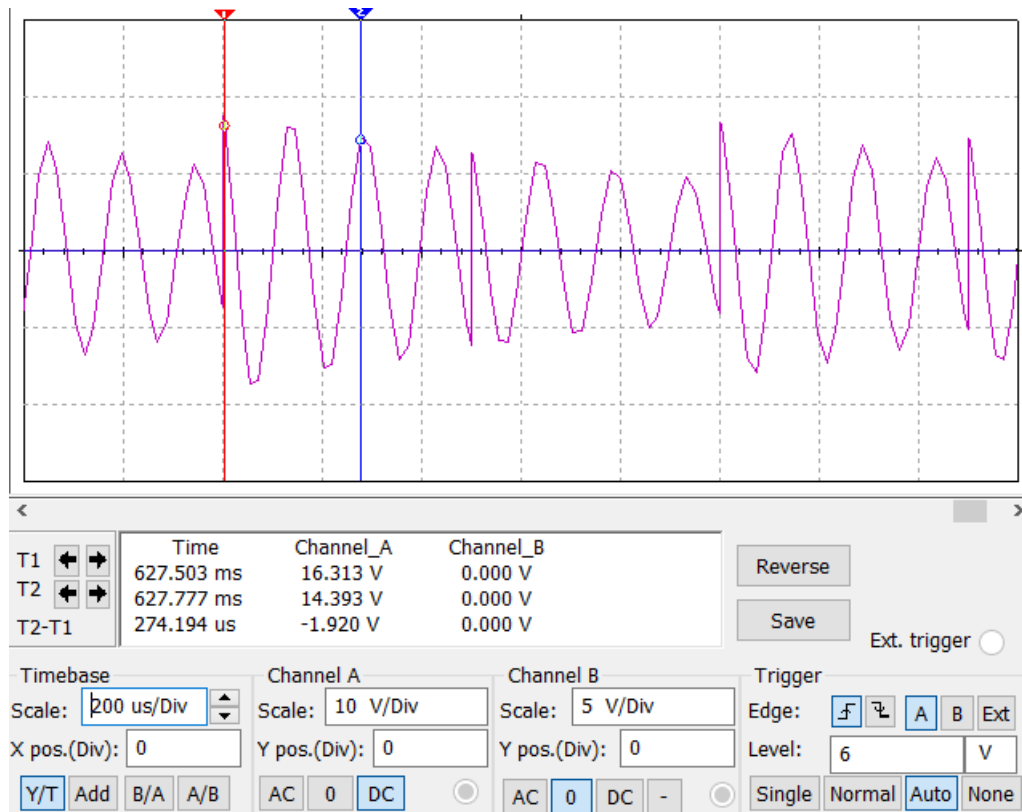 1 2
Time Channel_A Channel_B
T1 627.503 ms 16.313 V 0.000 V
T2 627.777 ms 14.393 V 0.000 V
T2-T1 274.194 us -1.920 V 0.000 V
Reverse
Save
Ext. trigger
Timebase Channel A Channel B Trigger
Scale: 200 us/Div Scale: 10 V/Div Scale: 5 V/Div Edge: A B Ext
X pos.(Div): 0 Y pos.(Div): 0 Y pos.(Div): 0 Level: 6 V
Y/T Add B/A A/B AC 0 DC AC 0 DC - Single Normal Auto None